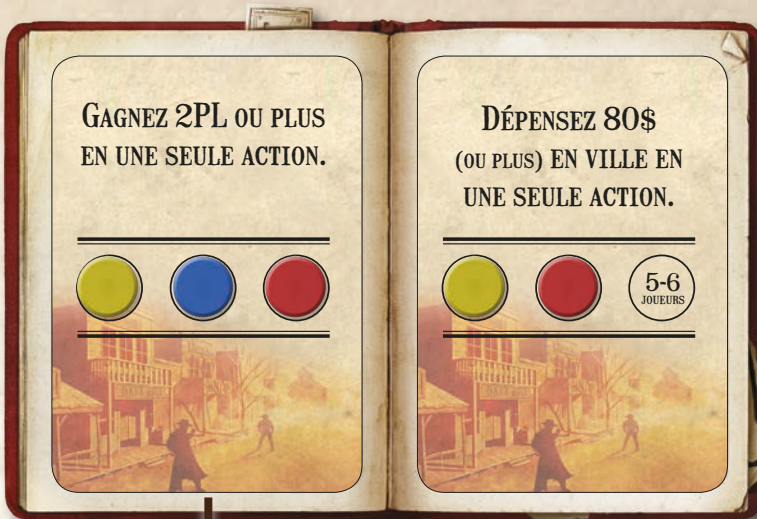 Gagnez 2PL ou plus
en une seule action.
Dépensez 80$
(ou plus) en ville en
une seule action.
5-6
joueurs